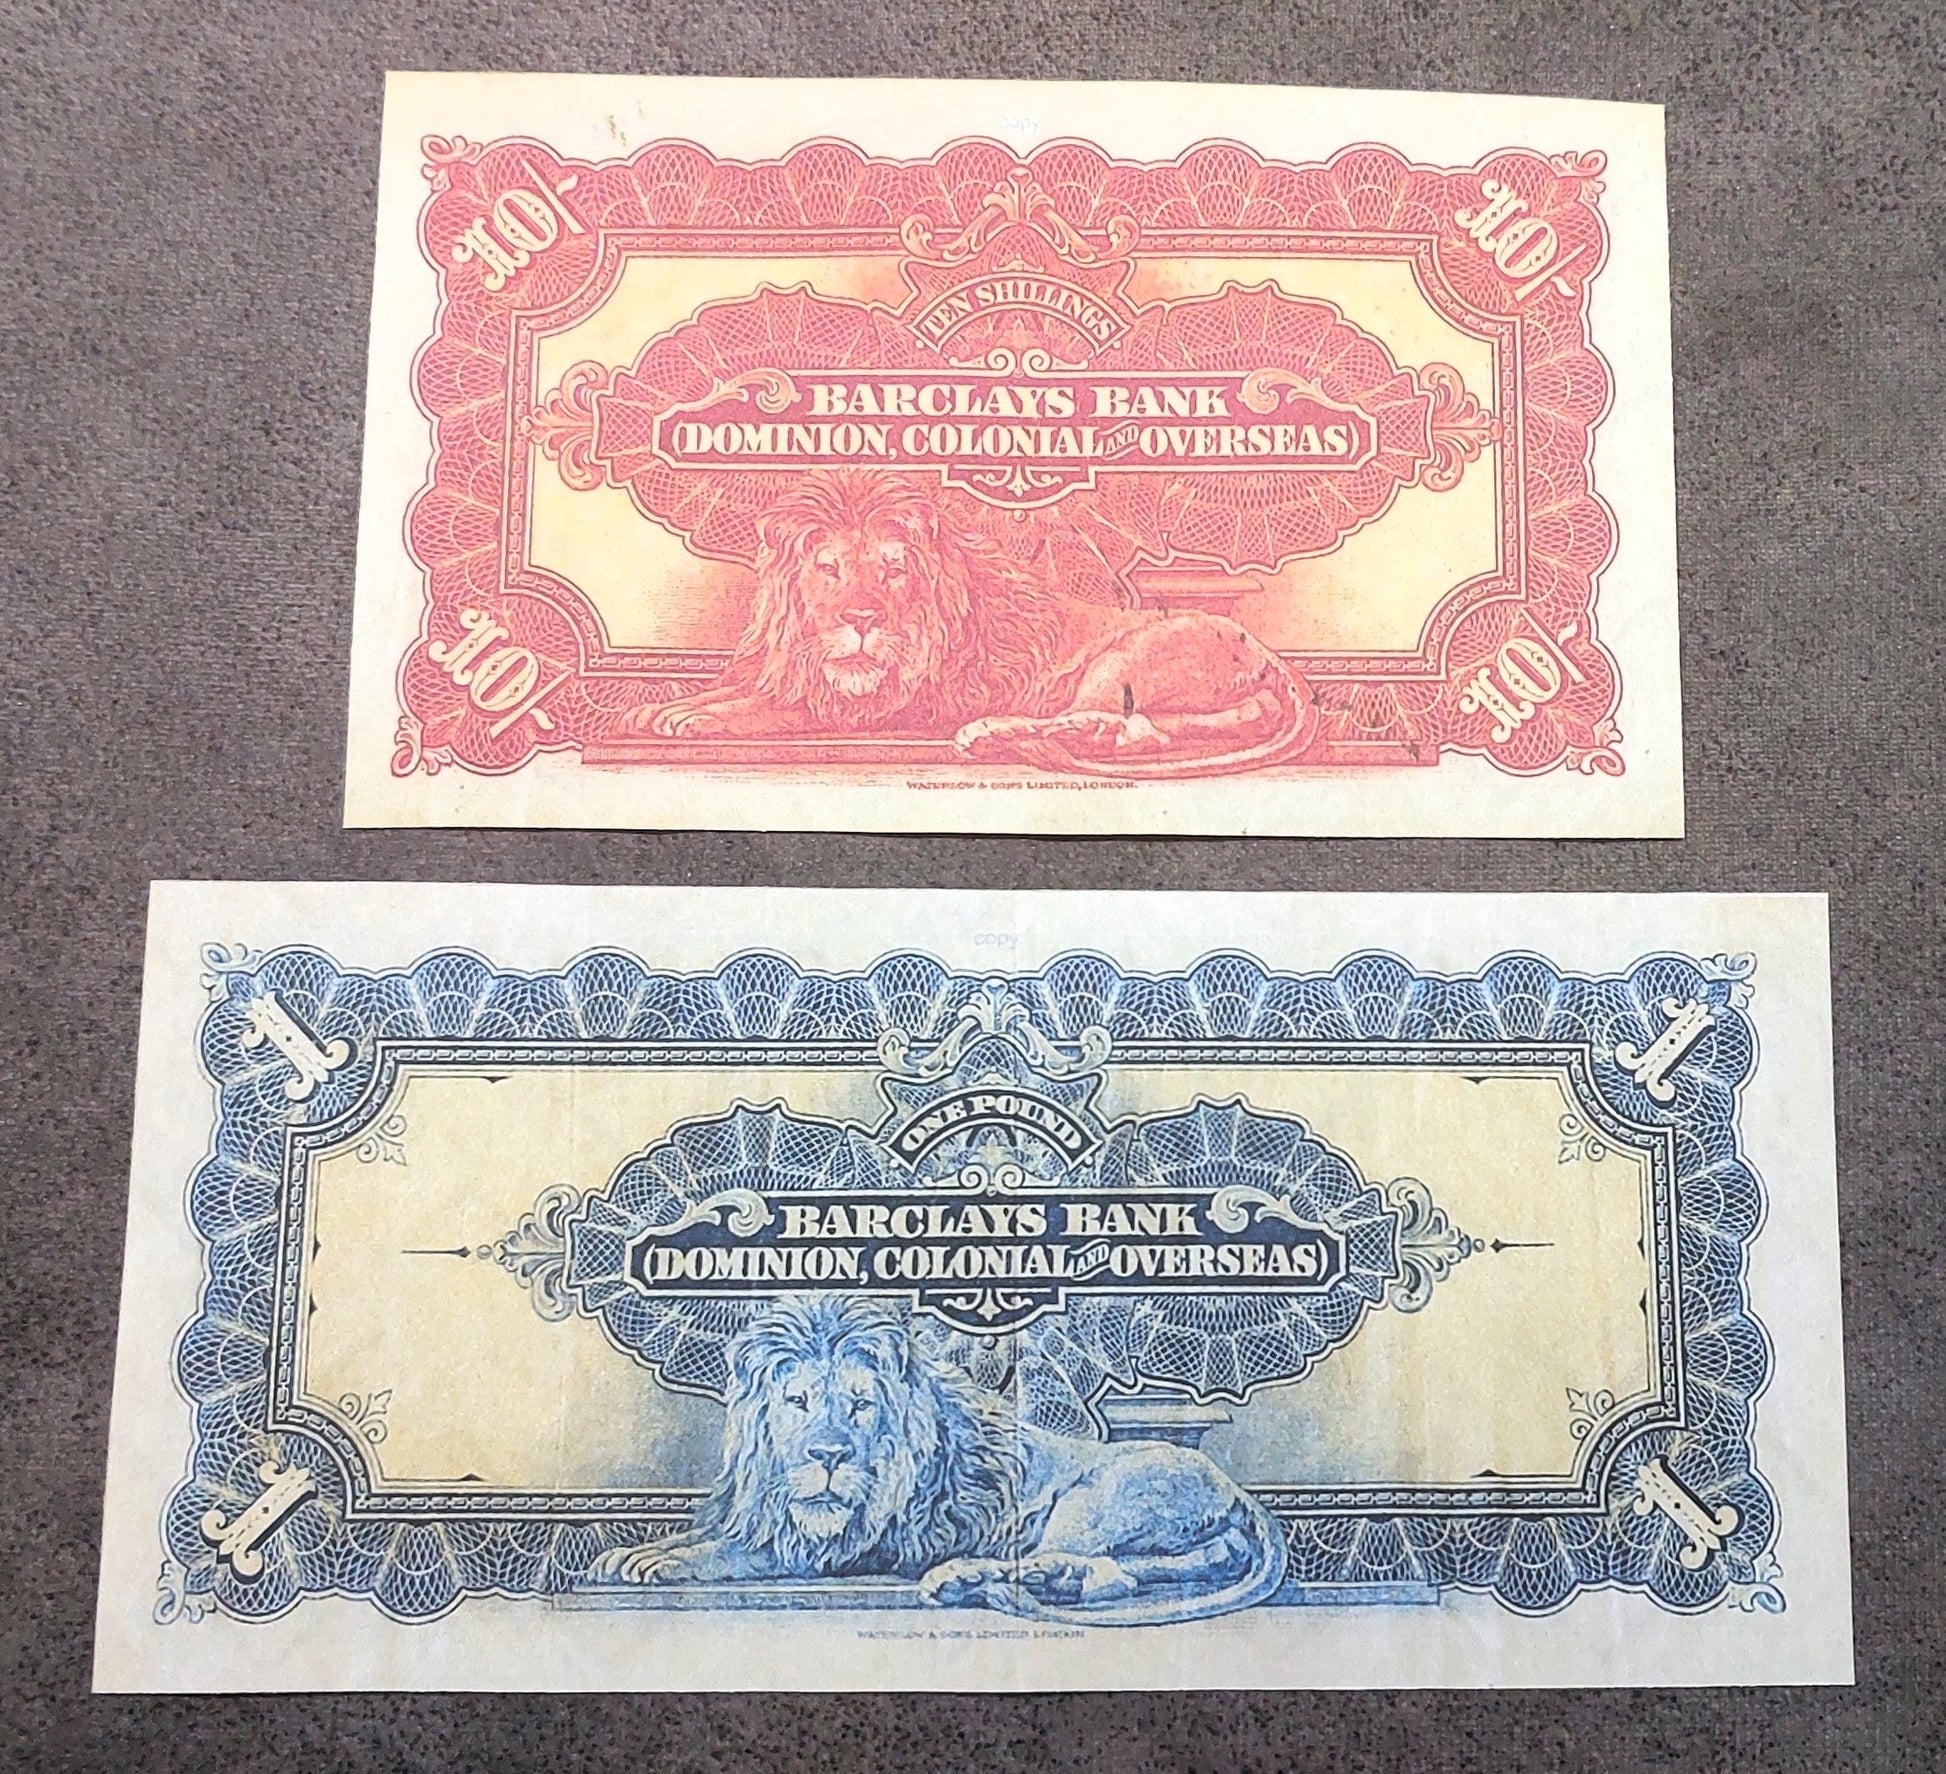 copy
10/- 10/-
TEN SHILLINGS
BARCLAYS BANK
(DOMINION, COLONIAL AND OVERSEAS)
10/- 10/-
WATERLOW & SONS LIMITED, LONDON.
copy
1 1
ONE POUND
BARCLAYS BANK
(DOMINION, COLONIAL AND OVERSEAS)
1 1
WATERLOW & SONS LIMITED LONDON